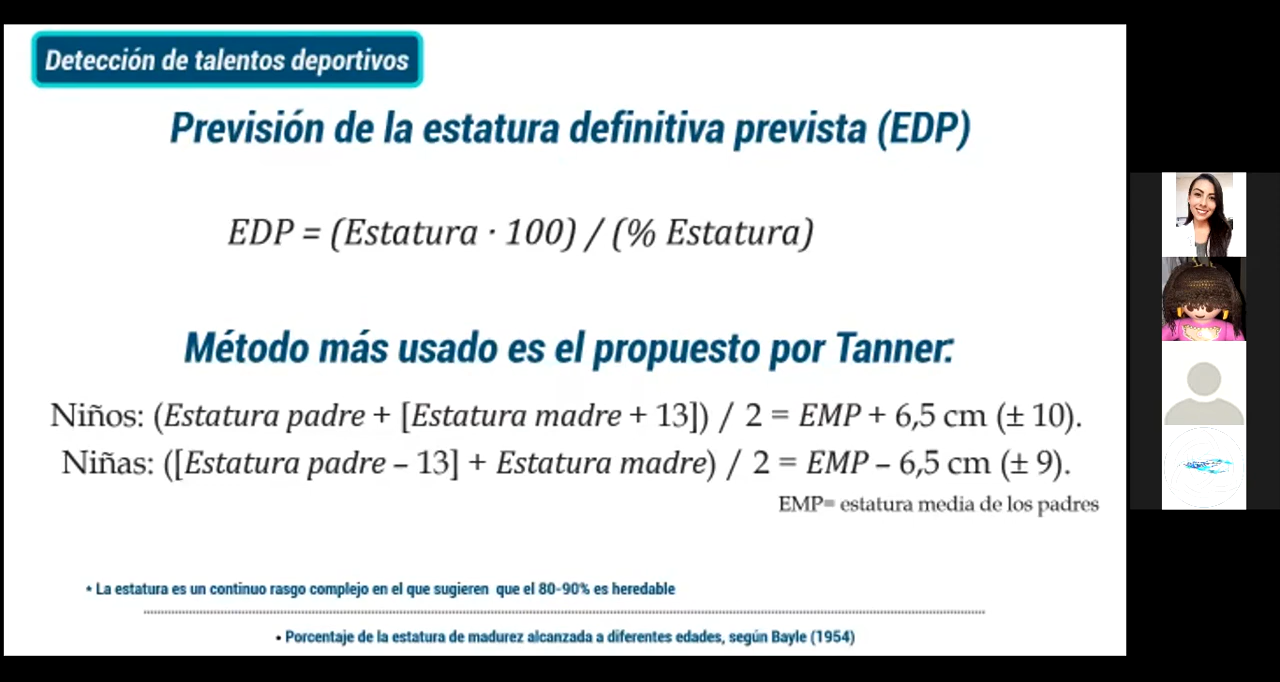 Detección de talentos deportivos
Previsión de la estatura definitiva prevista (EDP)
EDP = (Estatura · 100) / (% Estatura)
Método más usado es el propuesto por Tanner:
Niños: (Estatura padre + [Estatura madre + 13]) / 2 = EMP + 6,5 cm (± 10).
Niñas: ([Estatura padre – 13] + Estatura madre) / 2 = EMP – 6,5 cm (± 9).
EMP= estatura media de los padres
* La estatura es un continuo rasgo complejo en el que sugieren que el 80-90% es heredable
• Porcentaje de la estatura de madurez alcanzada a diferentes edades, según Bayle (1954)